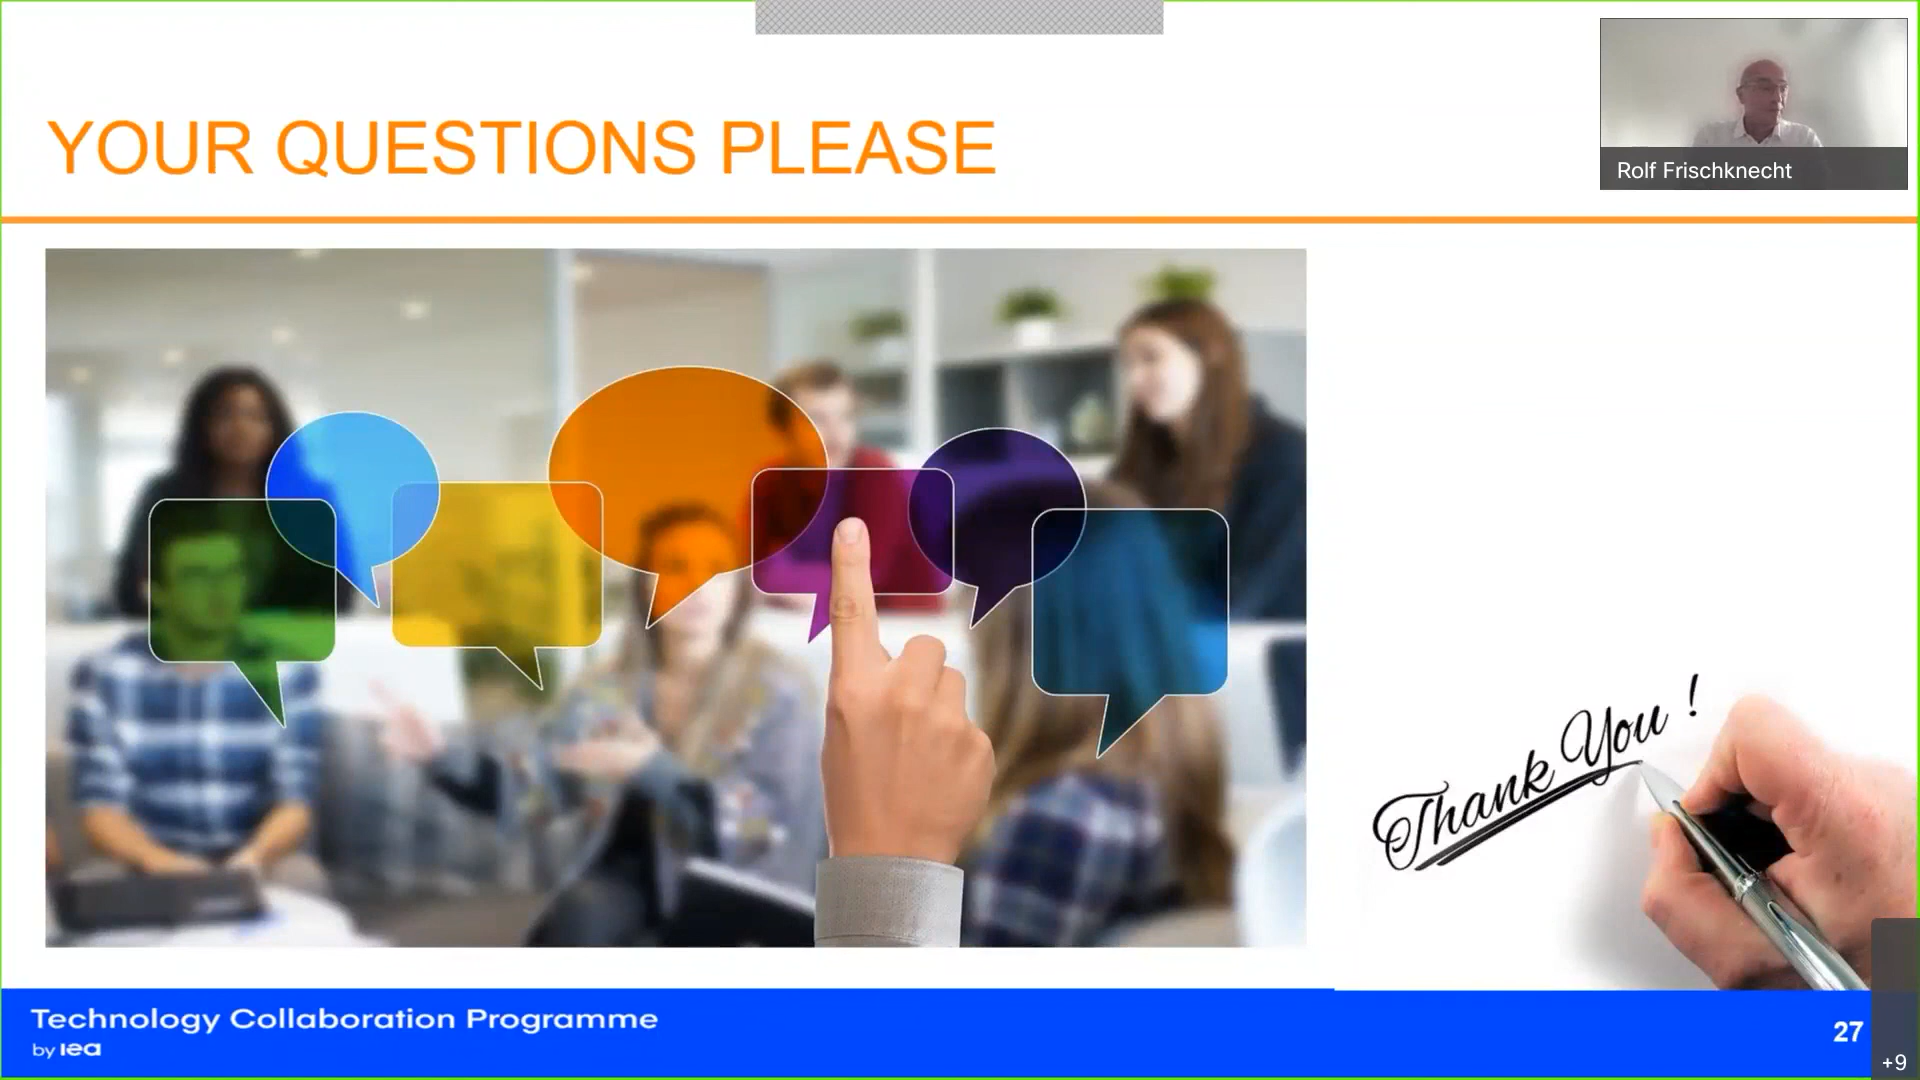 YOUR QUESTIONS PLEASE
Rolf Frischknecht
Thank You !
Technology Collaboration Programme
by iea
27
+9